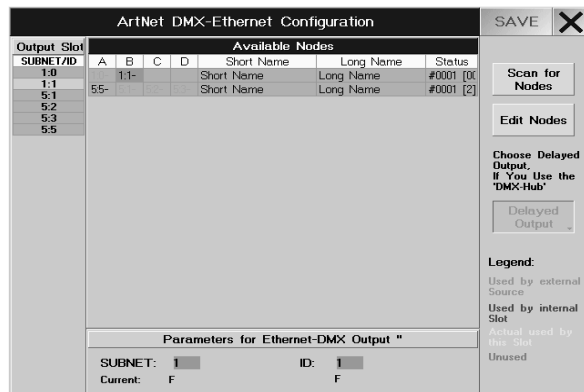 ArtNet DMX-Ethernet Configuration
SAVE
Output Slot
SUBNET/ID
1:0
1:1
5:1
5:2
5:3
5:5
Available Nodes
A B C D Short Name Long Name Status
1:1- Short Name Long Name #0001 [00
5:5- Short Name Long Name #0001 [2]
Scan for
Nodes
Edit Nodes
Choose Delayed
Output,
If You Use the
'DMX-Hub'
Delayed
Output
Legend:
Used by external
Source
Used by internal
Slot
Actual used by
this Slot
Unused
Parameters for Ethernet-DMX Output "
SUBNET: 1 ID: 1
Current: F F